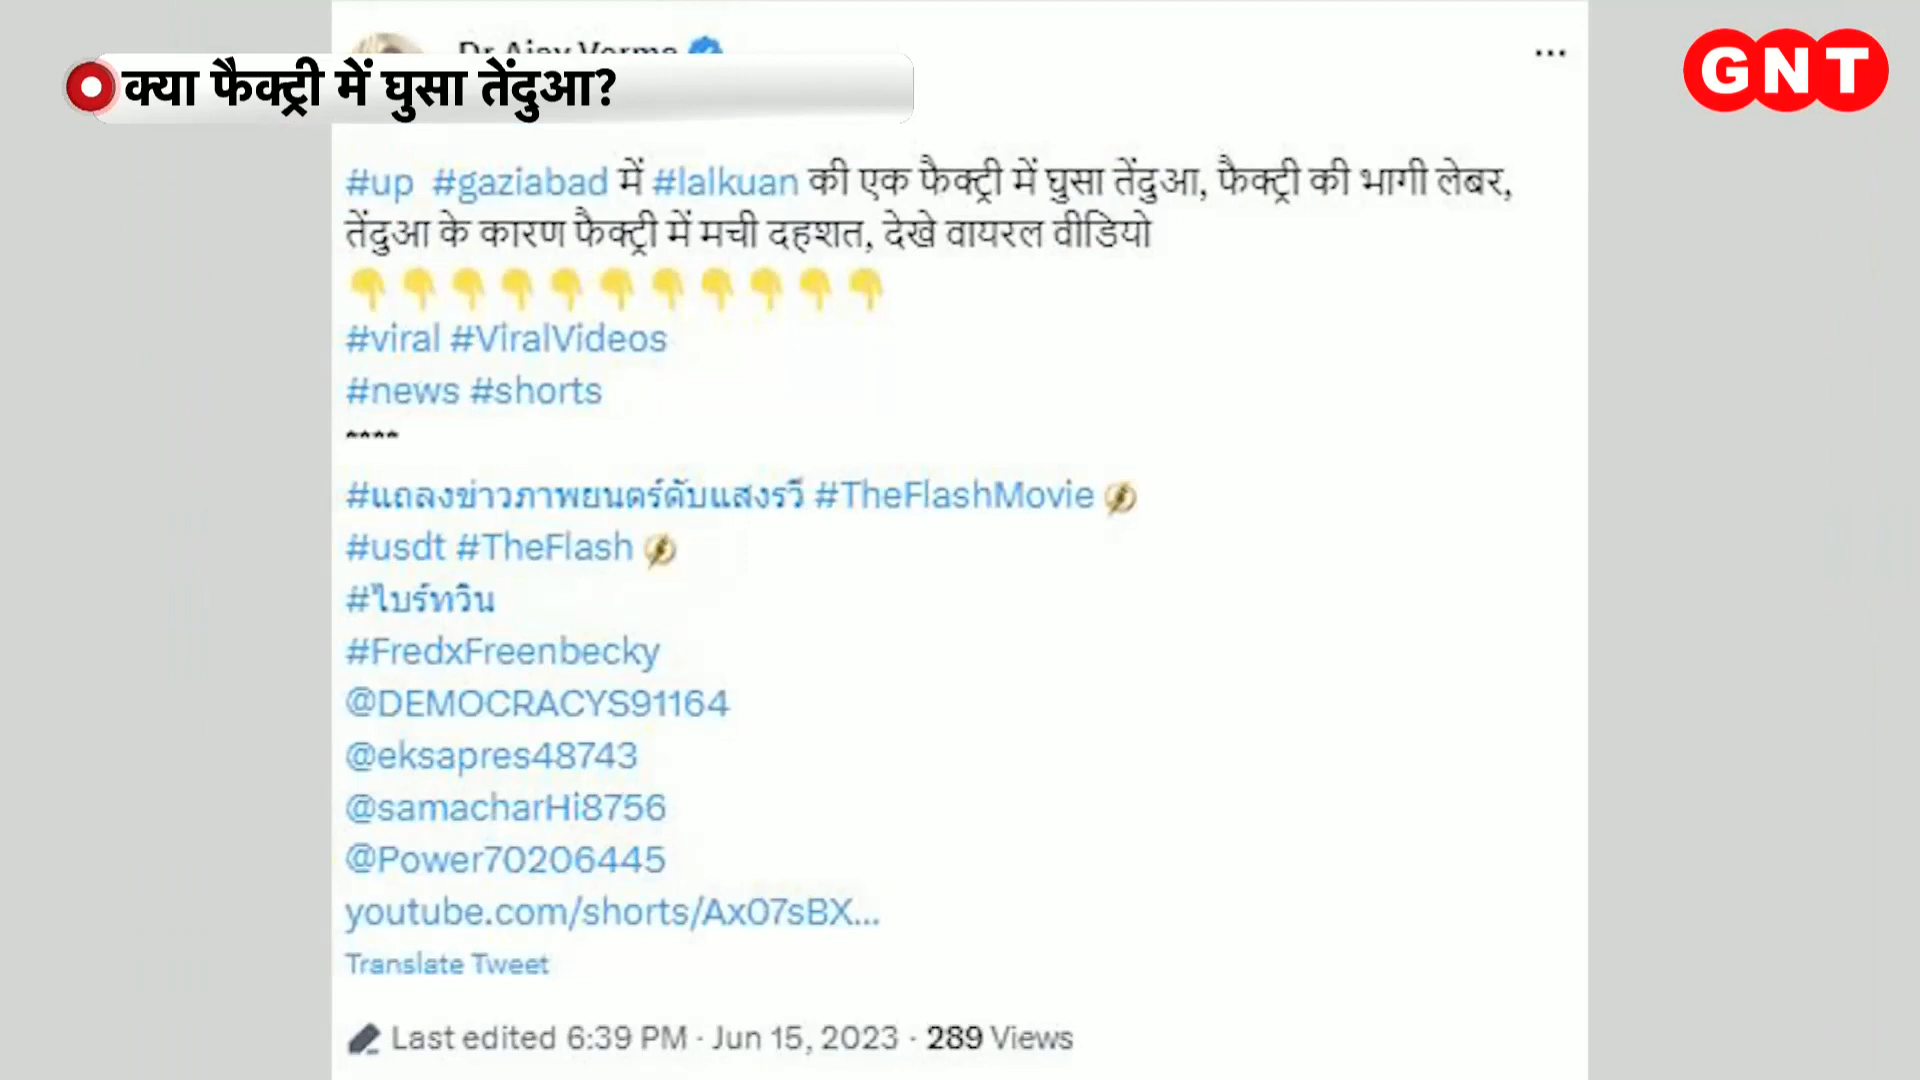 Dr Ajay Verma
क्या फैक्ट्री में घुसा तेंदुआ?
GNT
#up #gaziabad में #lalkuan की एक फैक्ट्री में घुसा तेंदुआ, फैक्ट्री की भागी लेबर,
तेंदुआ के कारण फैक्ट्री में मची दहशत, देखे वायरल वीडियो
👇👇👇👇👇👇👇👇👇👇👇
#viral #ViralVideos
#news #shorts
^^^^
#แถลงข่าวภาพยนตร์ดับแสงรวี #TheFlashMovie
#usdt #TheFlash
#ไบร์ทวิน
#FredxFreenbecky
@DEMOCRACYS91164
@eksapres48743
@samacharHi8756
@Power70206445
youtube.com/shorts/Ax07sBX...
Translate Tweet
Last edited 6:39 PM · Jun 15, 2023 · 289 Views